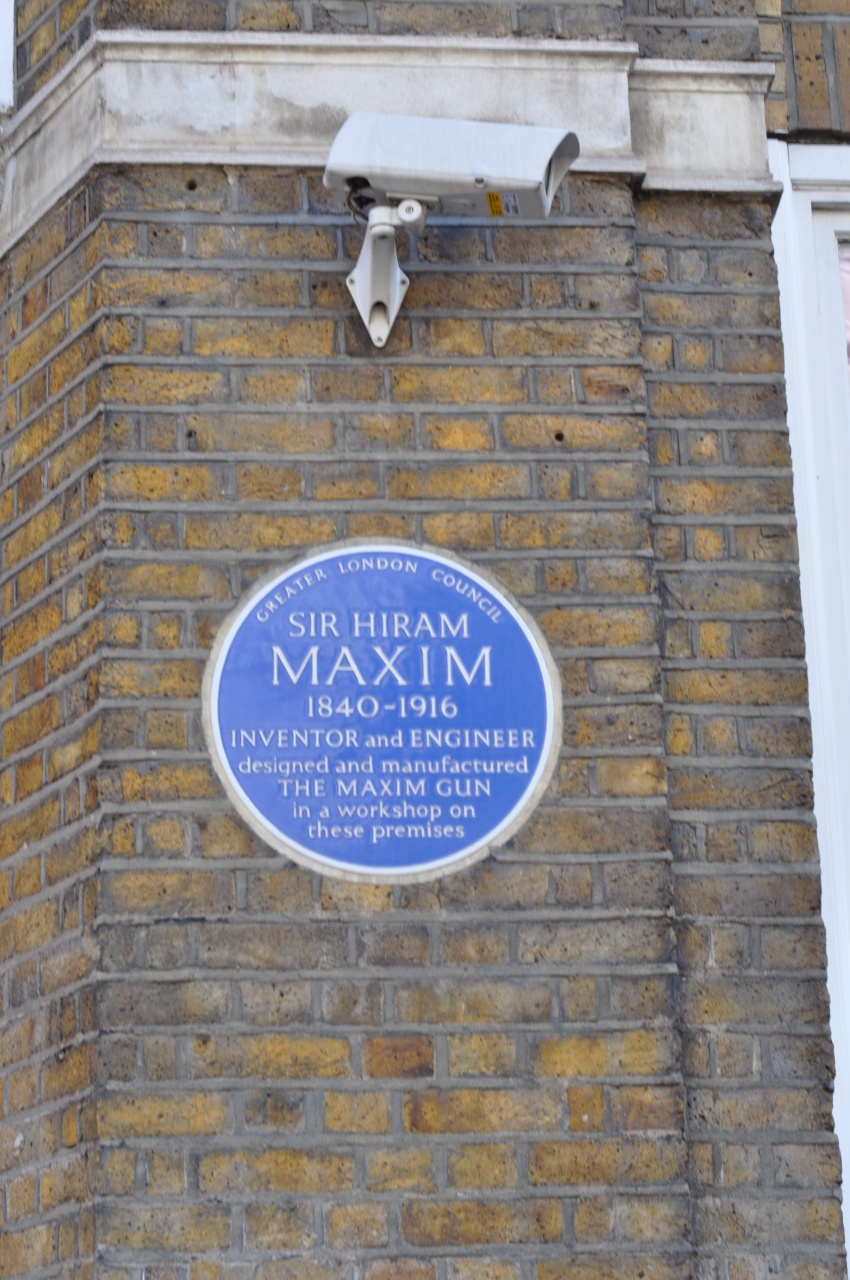 GREATER LONDON COUNCIL
SIR HIRAM
MAXIM
1840-1916
INVENTOR and ENGINEER
designed and manufactured
THE MAXIM GUN
in a workshop on
these premises